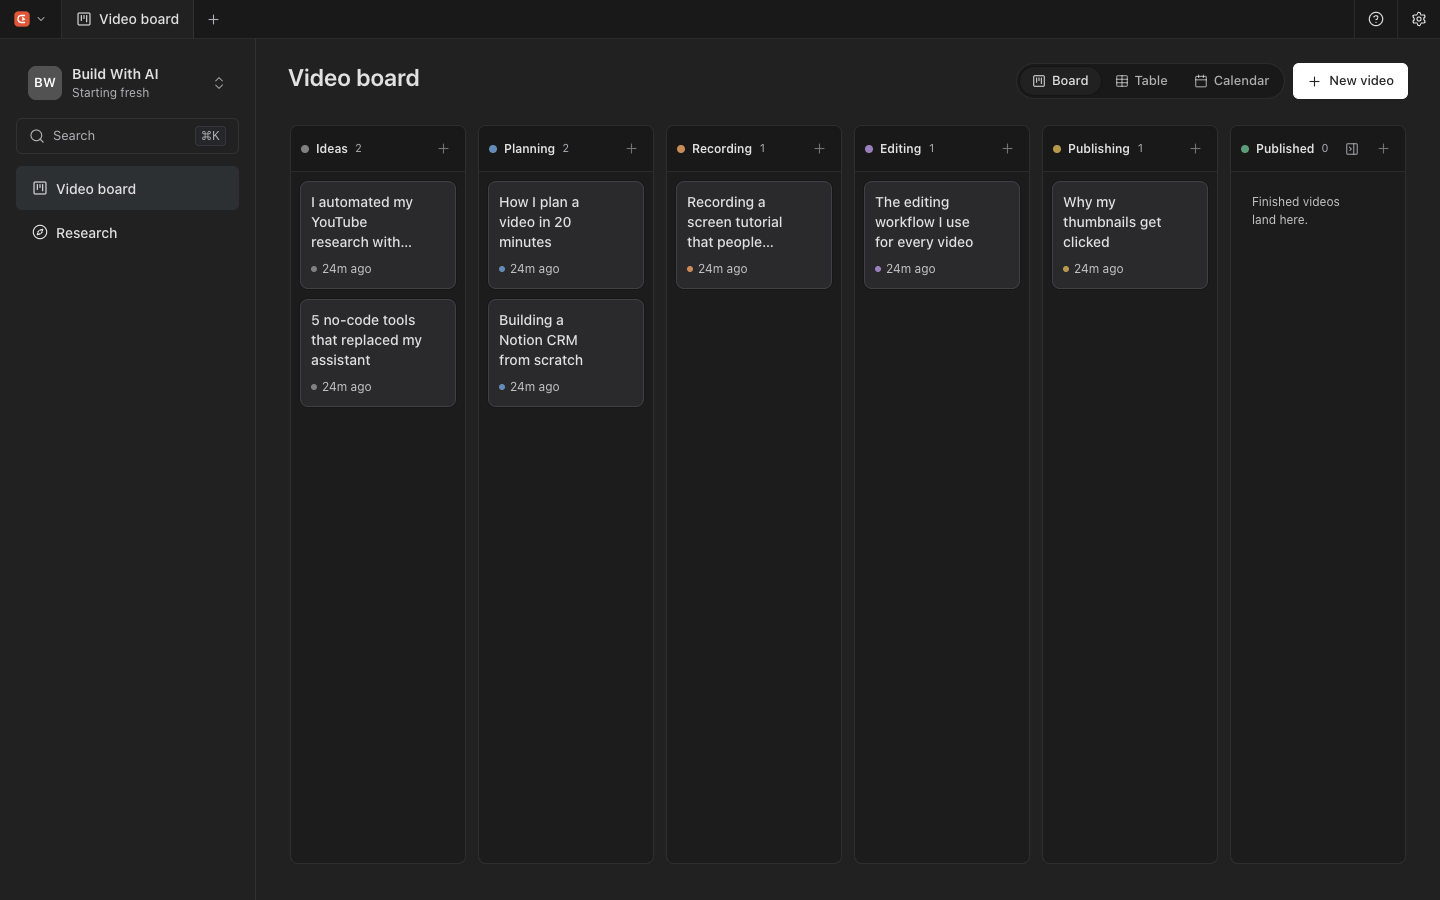 Video board
BW
Build With AI
Starting fresh
Search
⌘K
Video board
Research
Video board
Board
Table
Calendar
New video
Ideas 2
I automated my
YouTube
research with...
24m ago
5 no-code tools
that replaced my
assistant
24m ago
Planning 2
How I plan a
video in 20
minutes
24m ago
Building a
Notion CRM
from scratch
24m ago
Recording 1
Recording a
screen tutorial
that people...
24m ago
Editing 1
The editing
workflow I use
for every video
24m ago
Publishing 1
Why my
thumbnails get
clicked
24m ago
Published 0
Finished videos
land here.